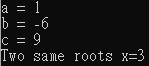 a = 1
b = -6
c = 9
Two same roots x=3